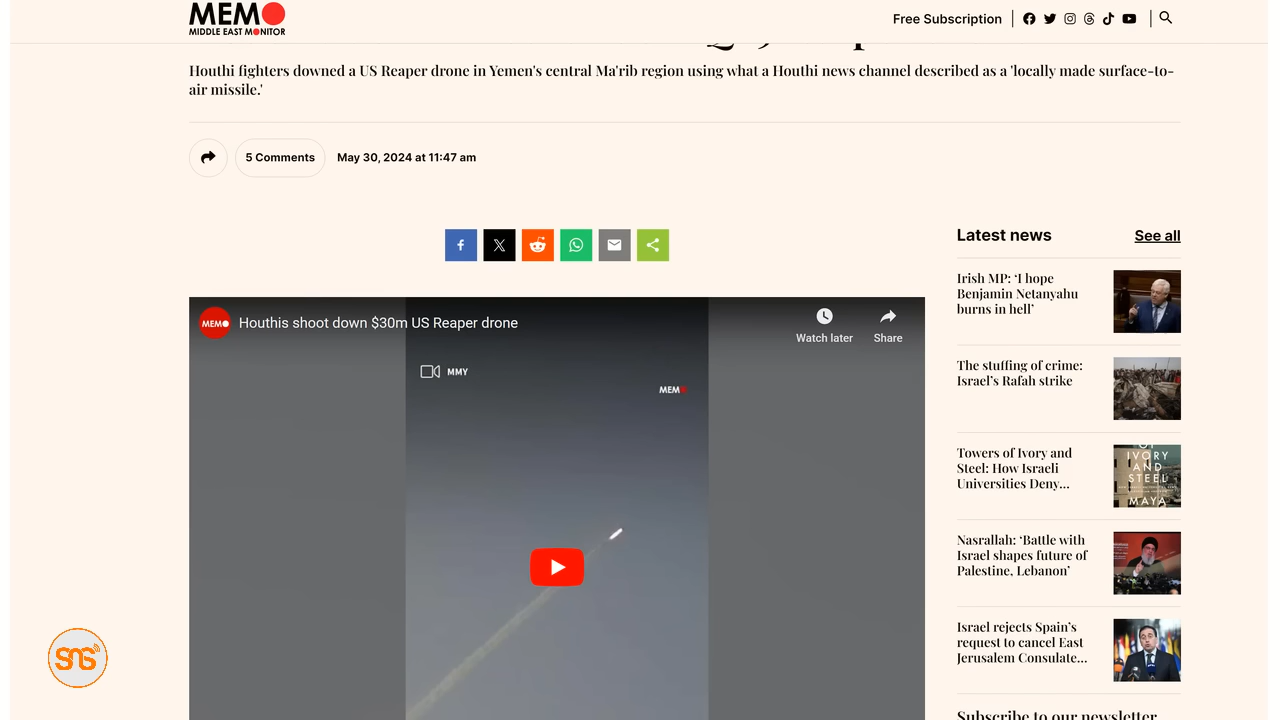 MEMO
MIDDLE EAST MONITOR
Free Subscription
Houthi fighters downed a US Reaper drone in Yemen's central Ma'rib region using what a Houthi news channel described as a 'locally made surface-to-
air missile.'
5 Comments
May 30, 2024 at 11:47 am
Latest news
See all
Irish MP: ‘I hope
Benjamin Netanyahu
burns in hell’
The stuffing of crime:
Israel’s Rafah strike
Towers of Ivory and
Steel: How Israeli
Universities Deny...
OF
IVORY
AND
STEEL
MAYA
Nasrallah: ‘Battle with
Israel shapes future of
Palestine, Lebanon’
Israel rejects Spain’s
request to cancel East
Jerusalem Consulate...
Subscribe to our newsletter
MEMO
Houthis shoot down $30m US Reaper drone
Watch later
Share
MMY
MEMO
SNS